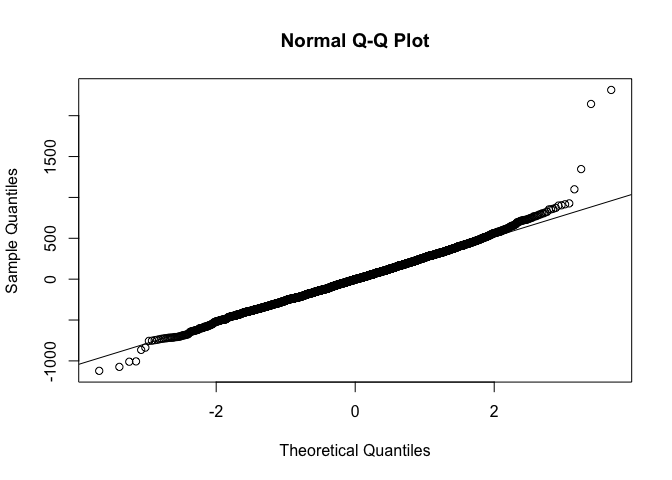 Normal Q-Q Plot
1500
500
0
-1000
Sample Quantiles
-2 0 2
Theoretical Quantiles